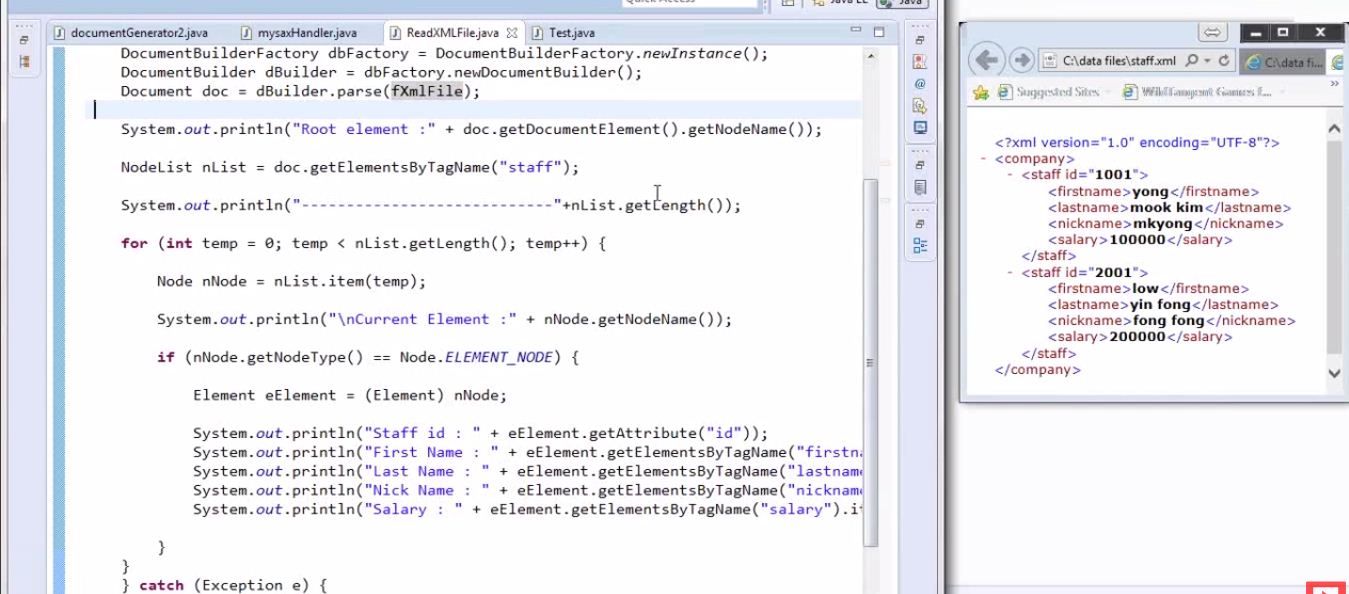 Quick Access
Java EE
Java
documentGenerator2.java
mysaxHandler.java
ReadXMLFile.java
Test.java
DocumentBuilderFactory dbFactory = DocumentBuilderFactory.newInstance();
DocumentBuilder dBuilder = dbFactory.newDocumentBuilder();
Document doc = dBuilder.parse(fXmlFile);
System.out.println("Root element :" + doc.getDocumentElement().getNodeName());
NodeList nList = doc.getElementsByTagName("staff");
System.out.println("----------------------------"+nList.getLength());
for (int temp = 0; temp < nList.getLength(); temp++) {
Node nNode = nList.item(temp);
System.out.println("\nCurrent Element :" + nNode.getNodeName());
if (nNode.getNodeType() == Node.ELEMENT_NODE) {
Element eElement = (Element) nNode;
System.out.println("Staff id : " + eElement.getAttribute("id"));
System.out.println("First Name : " + eElement.getElementsByTagName("firstna
System.out.println("Last Name : " + eElement.getElementsByTagName("lastname
System.out.println("Nick Name : " + eElement.getElementsByTagName("nickname
System.out.println("Salary : " + eElement.getElementsByTagName("salary").it
}
}
} catch (Exception e) {
C:\data files\staff.xml
C:\data fi...
Suggested Sites
WildTangent Games f...
<?xml version="1.0" encoding="UTF-8"?>
- <company>
- <staff id="1001">
<firstname>yong</firstname>
<lastname>mook kim</lastname>
<nickname>mkyong</nickname>
<salary>100000</salary>
</staff>
- <staff id="2001">
<firstname>low</firstname>
<lastname>yin fong</lastname>
<nickname>fong fong</nickname>
<salary>200000</salary>
</staff>
</company>